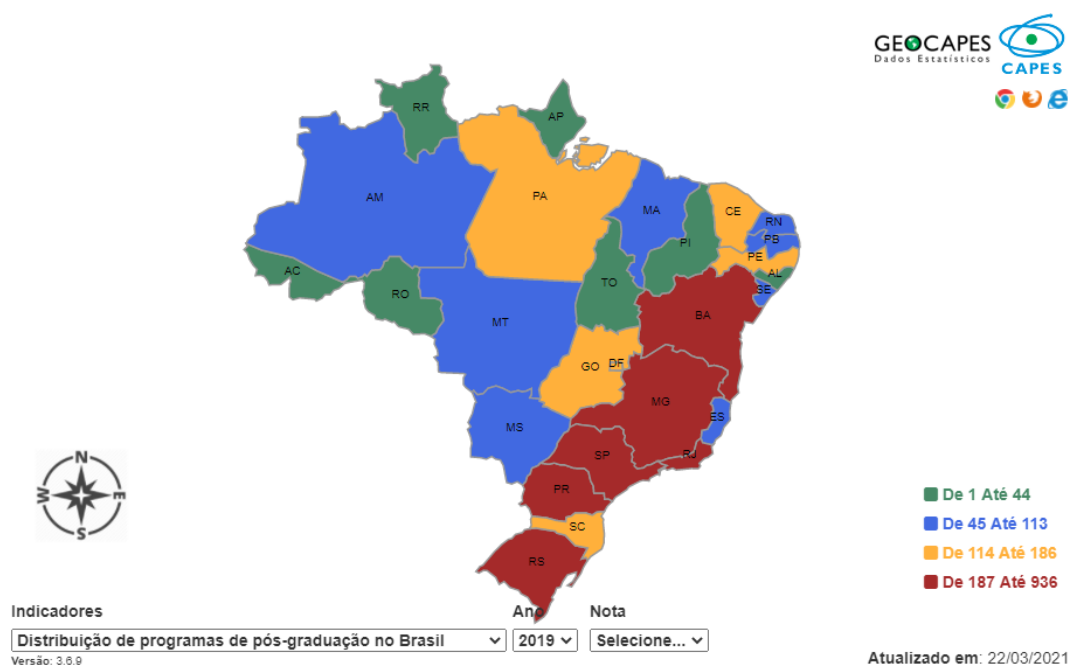 GEOCAPES
Dados Estatísticos
CAPES
RR
AP
AM
PA
MA
CE
RN
PB
PI
PE
AL
SE
AC
RO
TO
BA
MT
GO
DF
MG
ES
MS
SP
RJ
PR
SC
RS
N
W
E
S
De 1 Até 44
De 45 Até 113
De 114 Até 186
De 187 Até 936
Indicadores
Ano
Nota
Distribuição de programas de pós-graduação no Brasil
2019
Selecione...
Versão: 3.6.9
Atualizado em: 22/03/2021